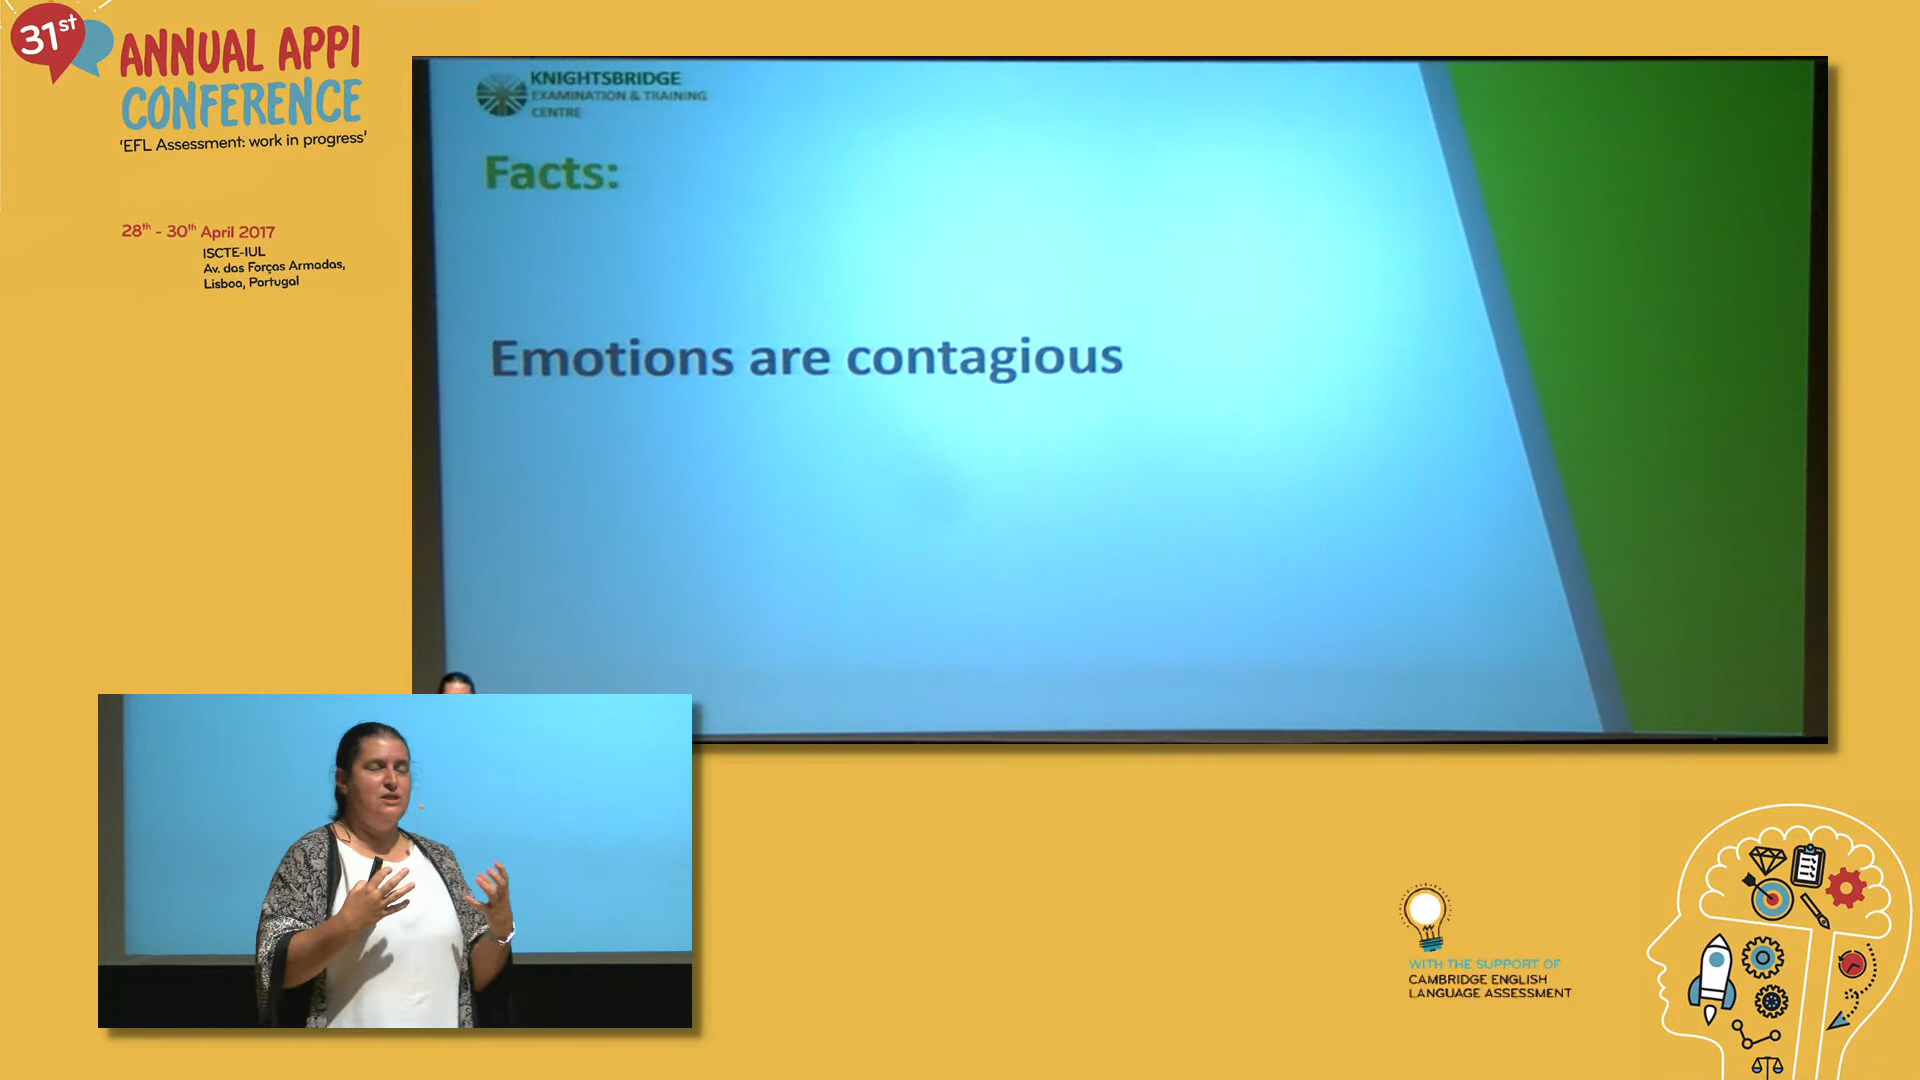 31st
ANNUAL APPI
CONFERENCE
'EFL Assessment: work in progress'
28th - 30th April 2017
ISCTE-IUL
Av. das Forças Armadas,
Lisboa, Portugal
KNIGHTSBRIDGE
EXAMINATION & TRAINING
CENTRE
Facts:
Emotions are contagious
WITH THE SUPPORT OF
CAMBRIDGE ENGLISH
LANGUAGE ASSESSMENT